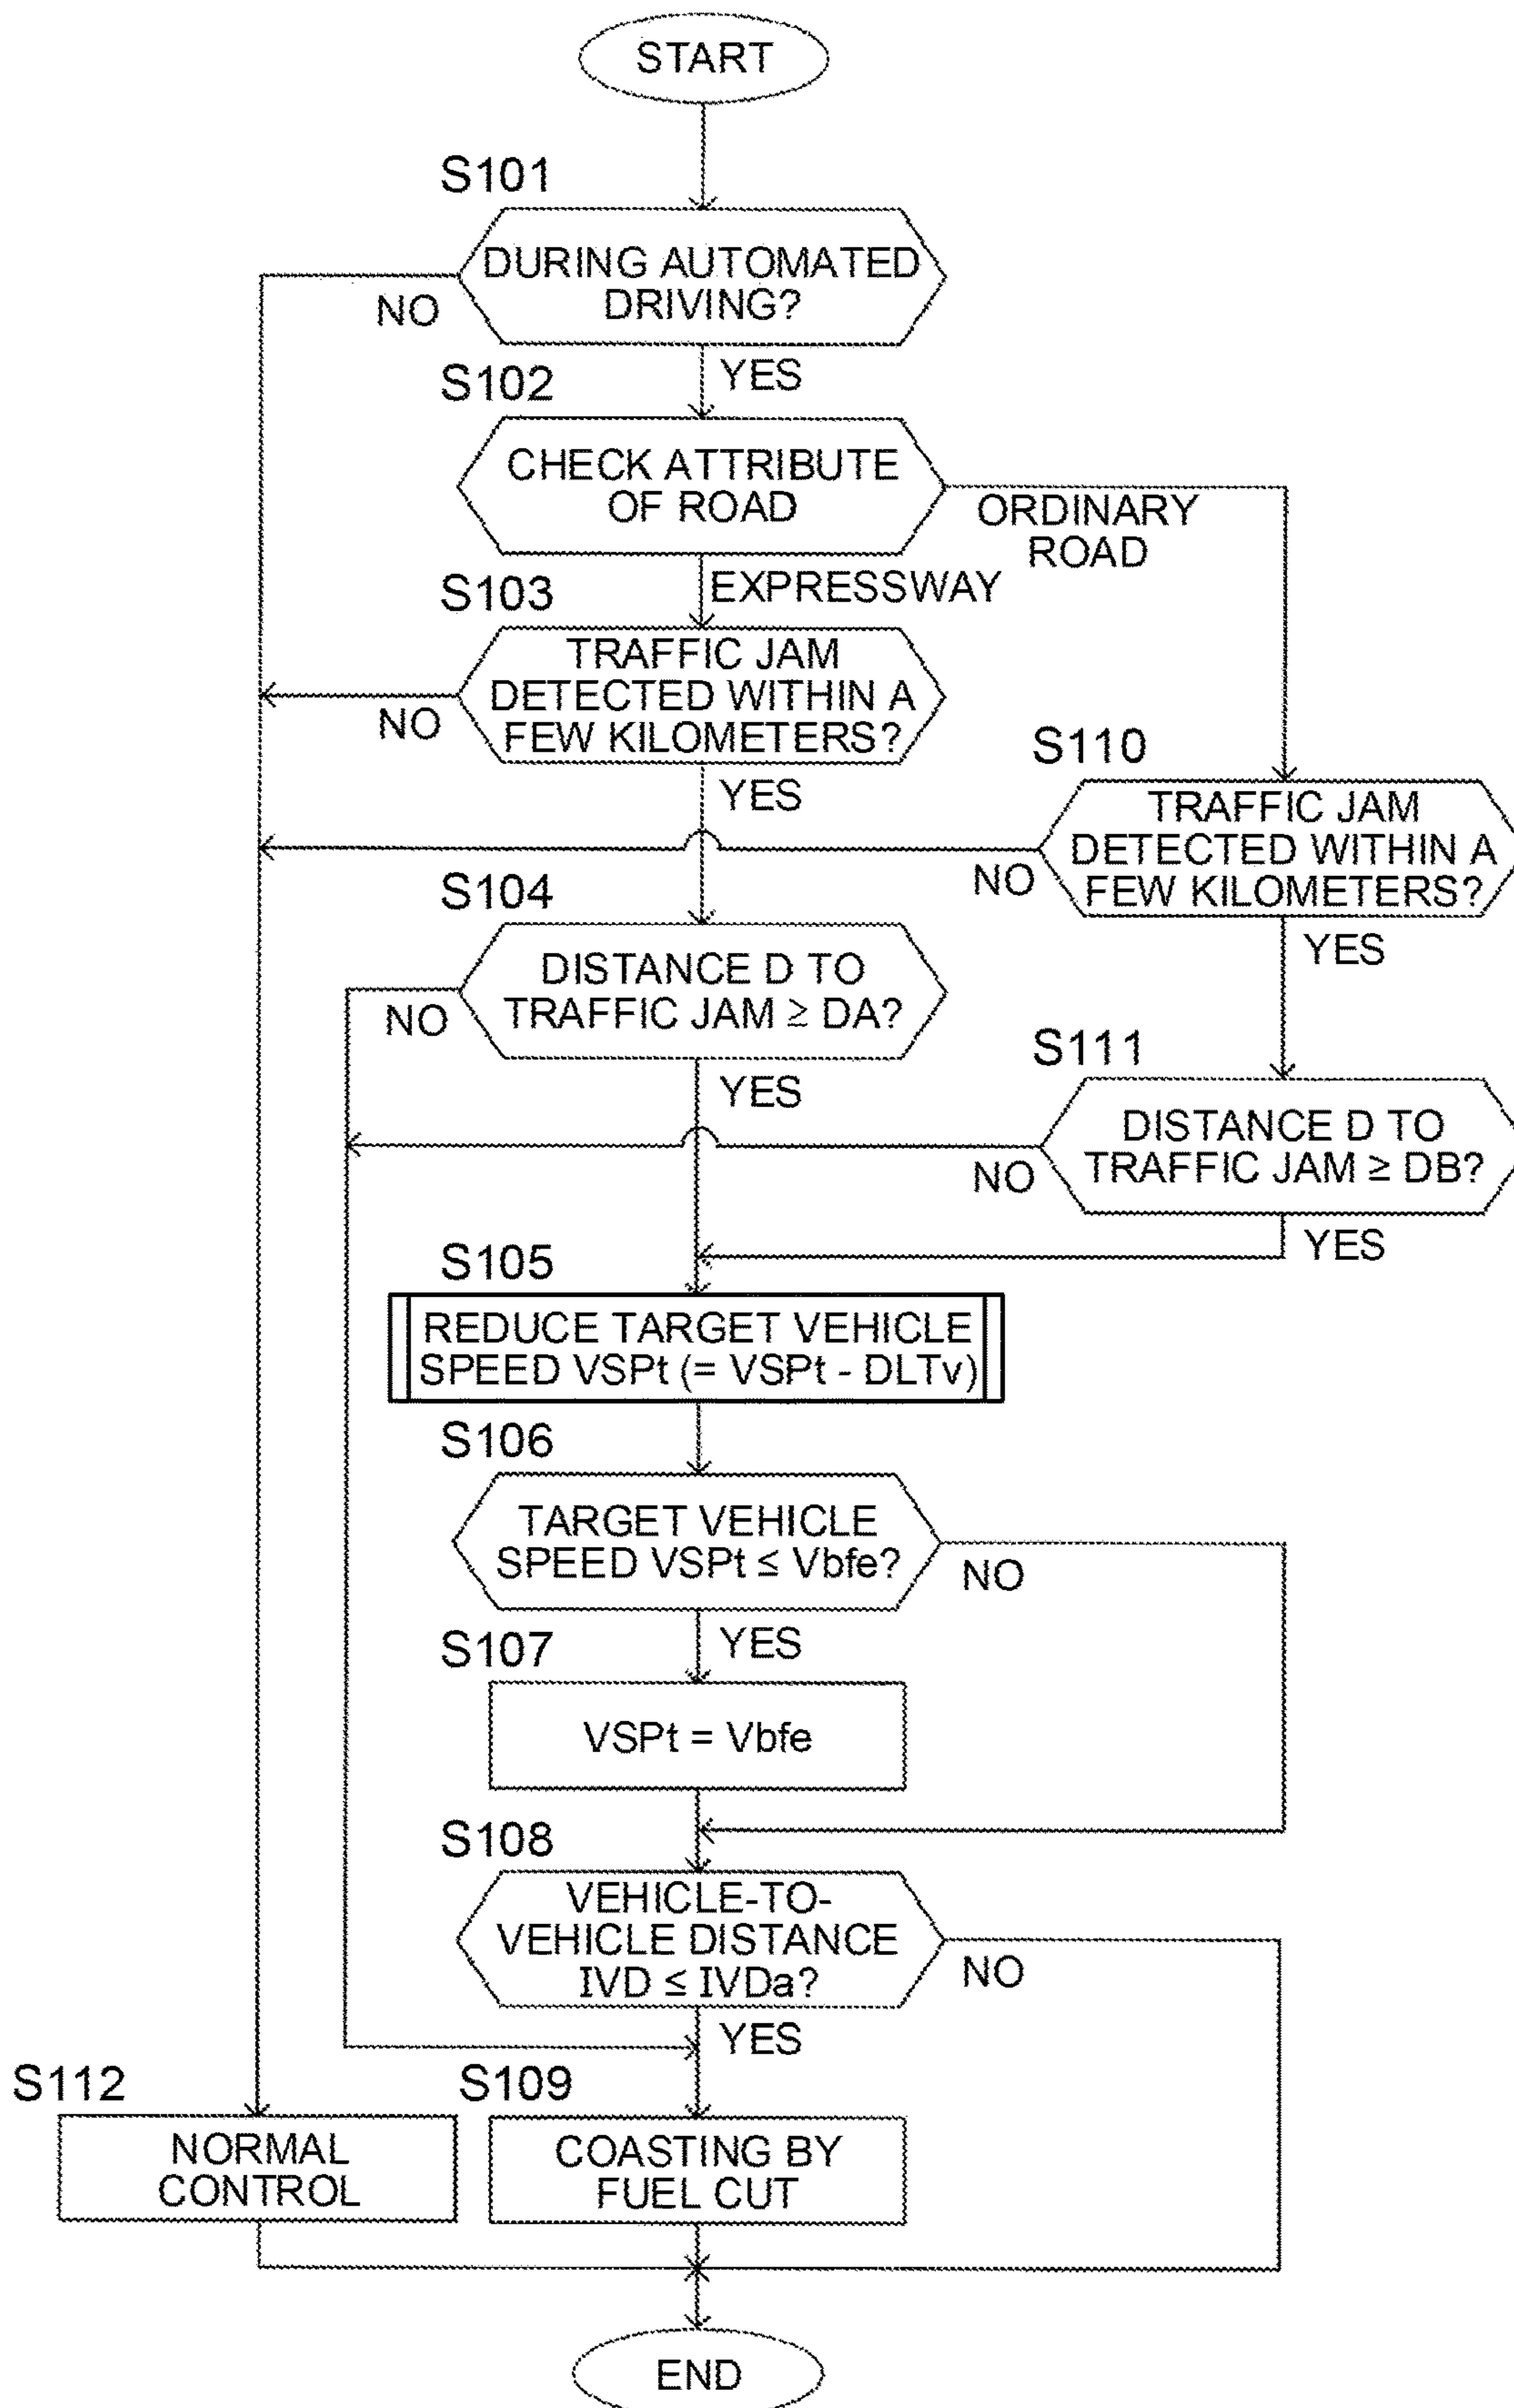 START
S101
DURING AUTOMATED
DRIVING?
NO
YES
S102
CHECK ATTRIBUTE
OF ROAD
ORDINARY
ROAD
EXPRESSWAY
S103
TRAFFIC JAM
DETECTED WITHIN A
FEW KILOMETERS?
NO
YES
S110
TRAFFIC JAM
DETECTED WITHIN A
FEW KILOMETERS?
NO
YES
S104
DISTANCE D TO
TRAFFIC JAM ≥ DA?
NO
YES
S111
DISTANCE D TO
TRAFFIC JAM ≥ DB?
NO
YES
S105
REDUCE TARGET VEHICLE
SPEED VSPt (= VSPt - DLTv)
S106
TARGET VEHICLE
SPEED VSPt ≤ Vbfe?
NO
YES
S107
VSPt = Vbfe
S108
VEHICLE-TO-
VEHICLE DISTANCE
IVD ≤ IVDa?
NO
YES
S112
NORMAL
CONTROL
S109
COASTING BY
FUEL CUT
END